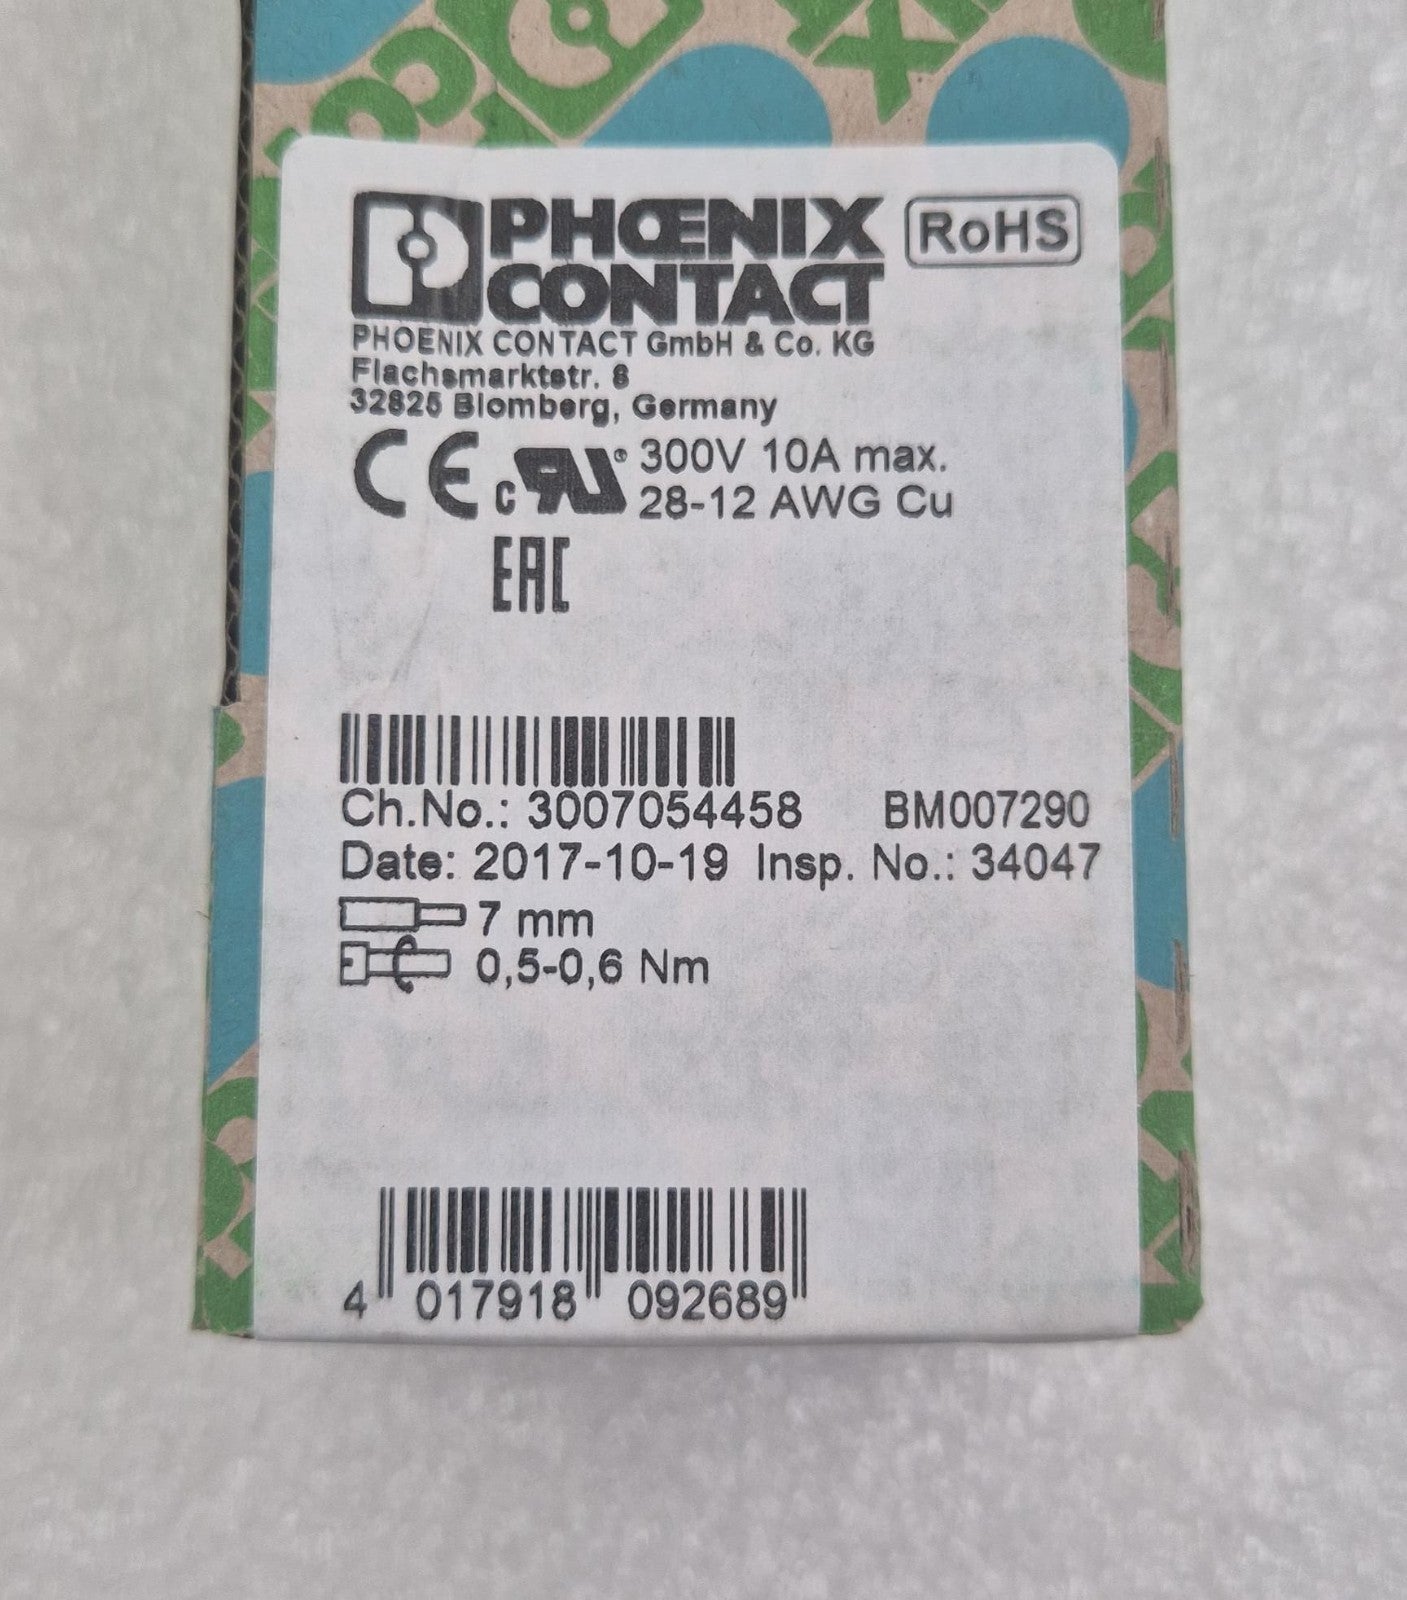 PHOENIX
CONTACT
RoHS
PHOENIX CONTACT GmbH & Co. KG
Flachsmarktstr. 8
32825 Blomberg, Germany
CE c RU ® 300V 10A max.
28-12 AWG Cu
EAC
Ch.No.: 3007054458 BM007290
Date: 2017-10-19 Insp. No.: 34047
7 mm
0,5-0,6 Nm
4 017918 092689